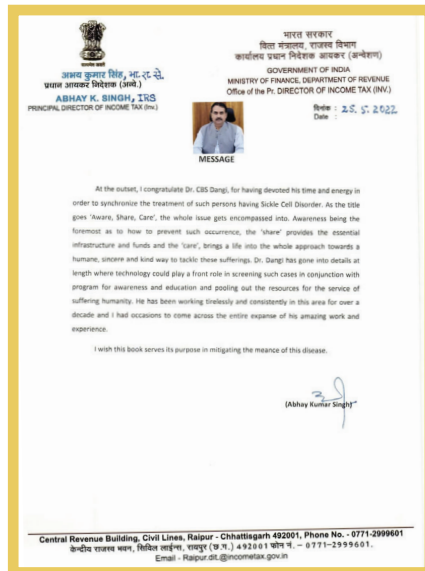 सत्यमेव जयते
अभय कुमार सिंह, भा.रा.से.
प्रधान आयकर निदेशक (अन्वे.)
ABHAY K. SINGH, IRS
PRINCIPAL DIRECTOR OF INCOME TAX (Inv.)
भारत सरकार
वित्त मंत्रालय, राजस्व विभाग
कार्यालय प्रधान निदेशक आयकर (अन्वेशण)
GOVERNMENT OF INDIA
MINISTRY OF FINANCE, DEPARTMENT OF REVENUE
Office of the Pr. DIRECTOR OF INCOME TAX (INV.)
दिनांक : 25. 5. 2022
Date :
MESSAGE
At the outset, I congratulate Dr. CBS Dangi, for having devoted his time and energy in
order to synchronize the treatment of such persons having Sickle Cell Disorder. As the title
goes 'Aware, Share, Care', the whole issue gets encompassed into. Awareness being the
foremost as to how to prevent such occurrence, the 'share' provides the essential
infrastructure and funds and the 'care', brings a life into the whole approach towards a
humane, sincere and kind way to tackle these sufferings. Dr. Dangi has gone into details at
length where technology could play a front role in screening such cases in conjunction with
program for awareness and education and pooling out the resources for the service of
suffering humanity. He has been working tirelessly and consistently in this area for over a
decade and I had occasions to come across the entire expanse of his amazing work and
experience.
I wish this book serves its purpose in mitigating the meance of this disease.
(Abhay Kumar Singh)
Central Revenue Building, Civil Lines, Raipur - Chhattisgarh 492001, Phone No. - 0771-2999601
केन्द्रीय राजस्व भवन, सिविल लाईन्स, रायपुर (छ.ग.) 492001 फोन नं. – 0771-2999601.
Email - Raipur.dit.@incometax.gov.in